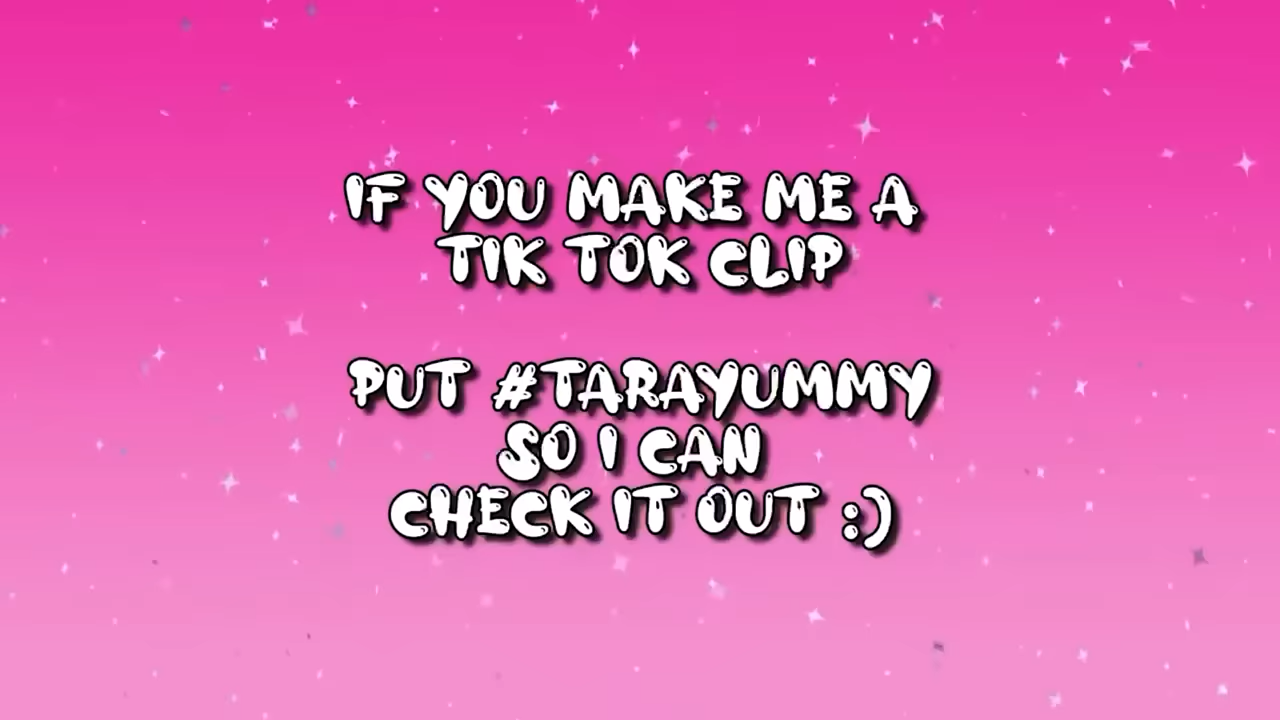 IF YOU MAKE ME A
TIK TOK CLIP
PUT #TARAYUMMY
SO I CAN
CHECK IT OUT :)